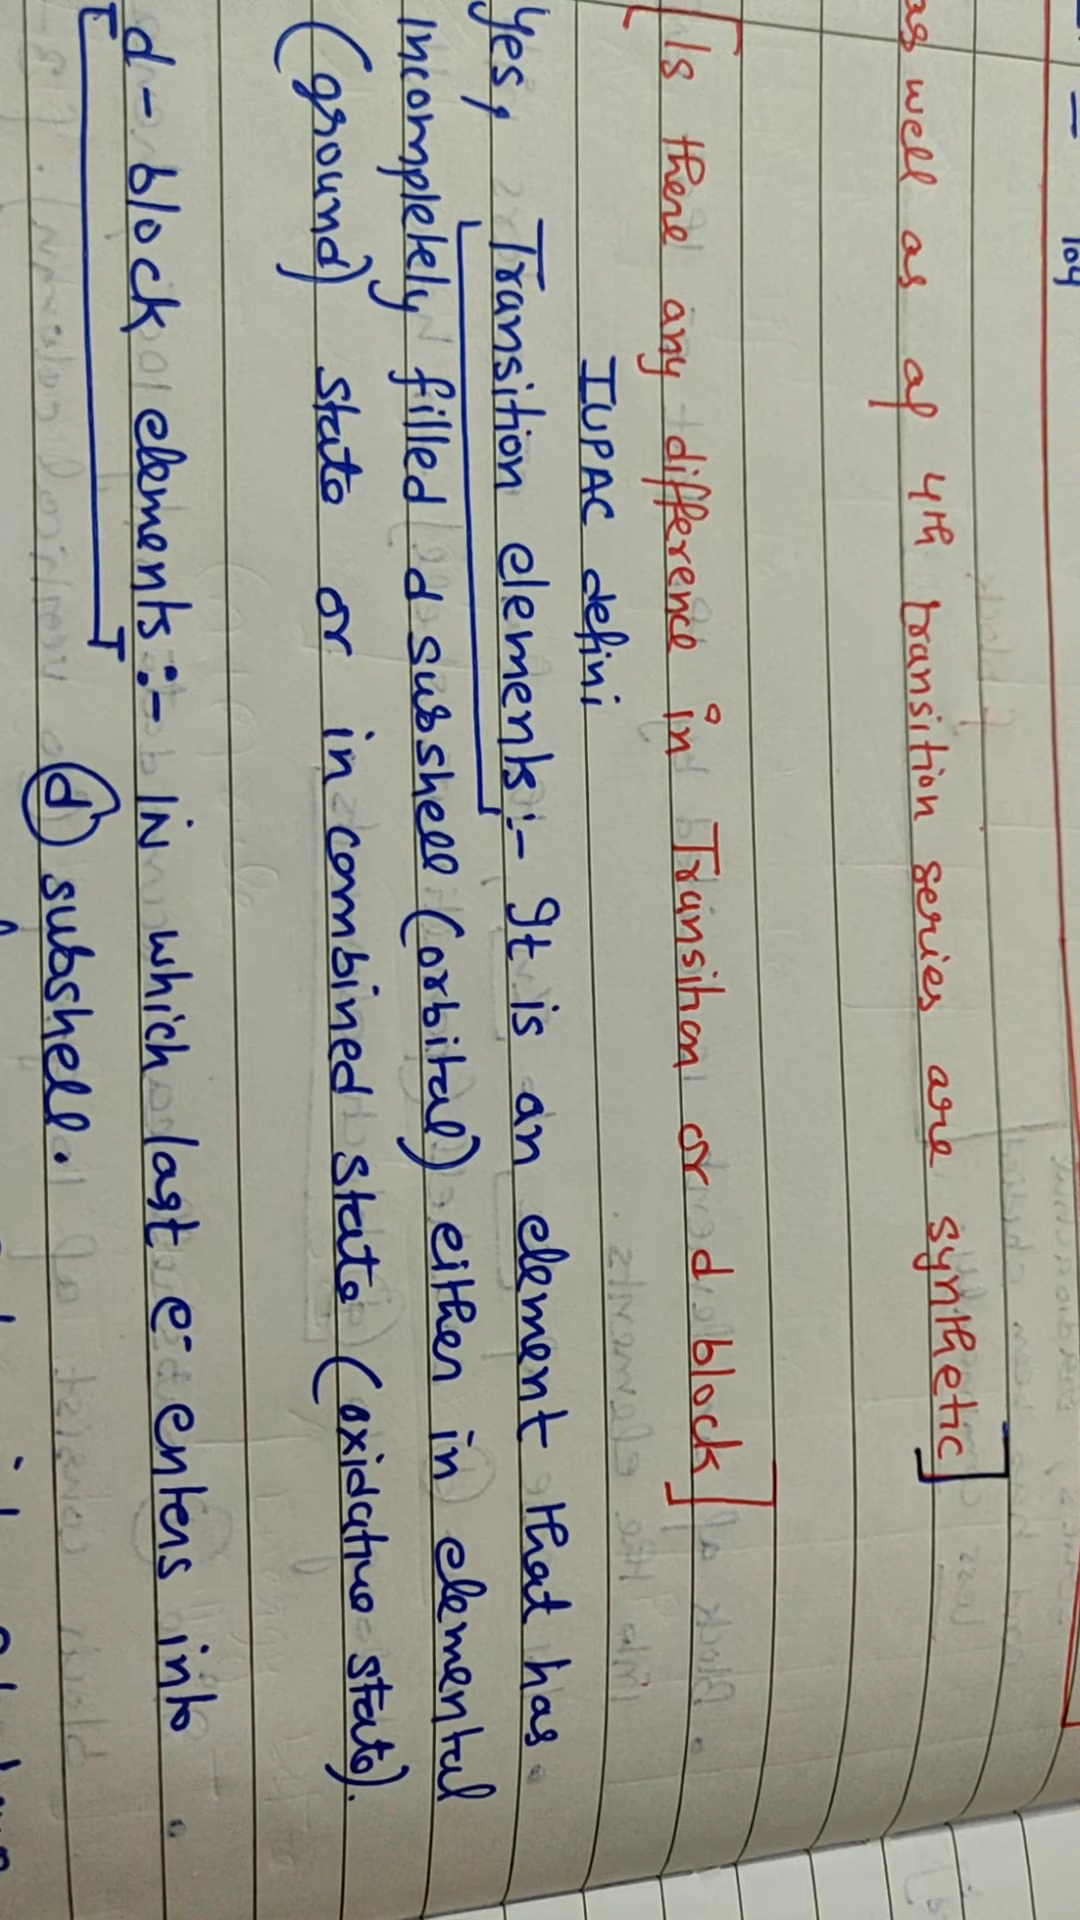 104
as well as of 4th transition series are synthetic]
[Is there any difference in Transition or d block]
IUPAC defini
Yes, Transition elements:- It is an element that has
incompletely filled d subshell (orbital) either in elemental
(ground) state or in combined state (oxidative state).
d-block elements:- IN which last e- enters into
d subshell.